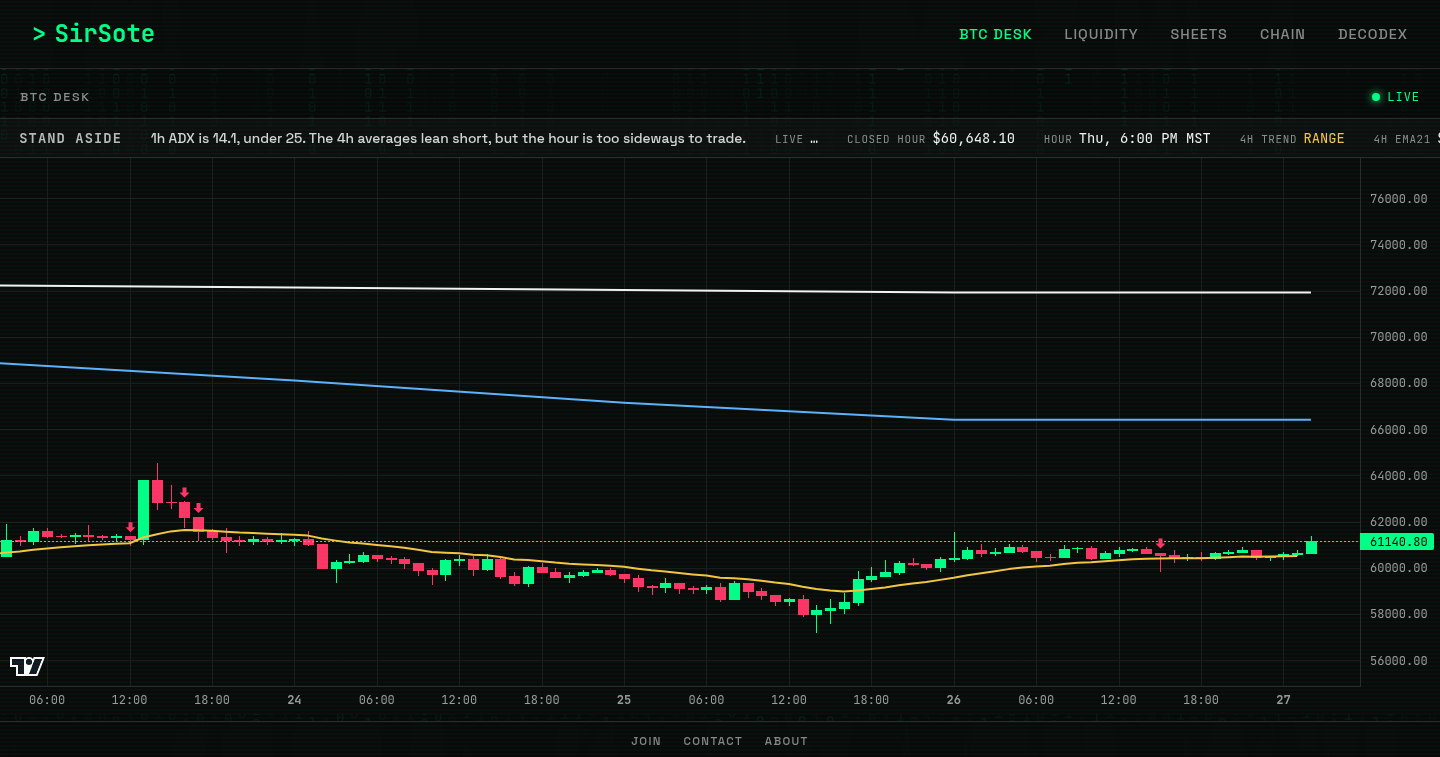 > SirSote
BTC DESK LIQUIDITY SHEETS CHAIN DECODEX
BTC DESK
LIVE
STAND ASIDE 1h ADX is 14.1, under 25. The 4h averages lean short, but the hour is too sideways to trade. LIVE … CLOSED HOUR $60,648.10 HOUR Thu, 6:00 PM MST 4H TREND RANGE 4H EMA21
76000.00
74000.00
72000.00
70000.00
68000.00
66000.00
64000.00
62000.00
61140.80
60000.00
58000.00
56000.00
06:00 12:00 18:00 24 06:00 12:00 18:00 25 06:00 12:00 18:00 26 06:00 12:00 18:00 27
JOIN CONTACT ABOUT